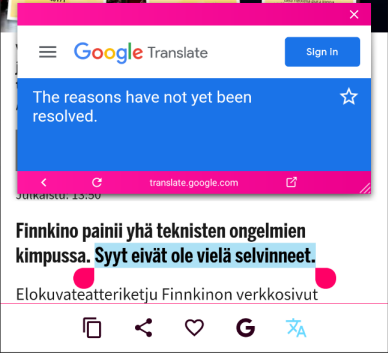 Google Translate
Sign in
The reasons have not yet been
resolved.
translate.google.com
Julkaistu: 13:50
Finnkino painii yhä teknisten ongelmien
kimpussa. Syyt eivät ole vielä selvinneet.
Elokuvateatteriketju Finnkinon verkkosivut
G